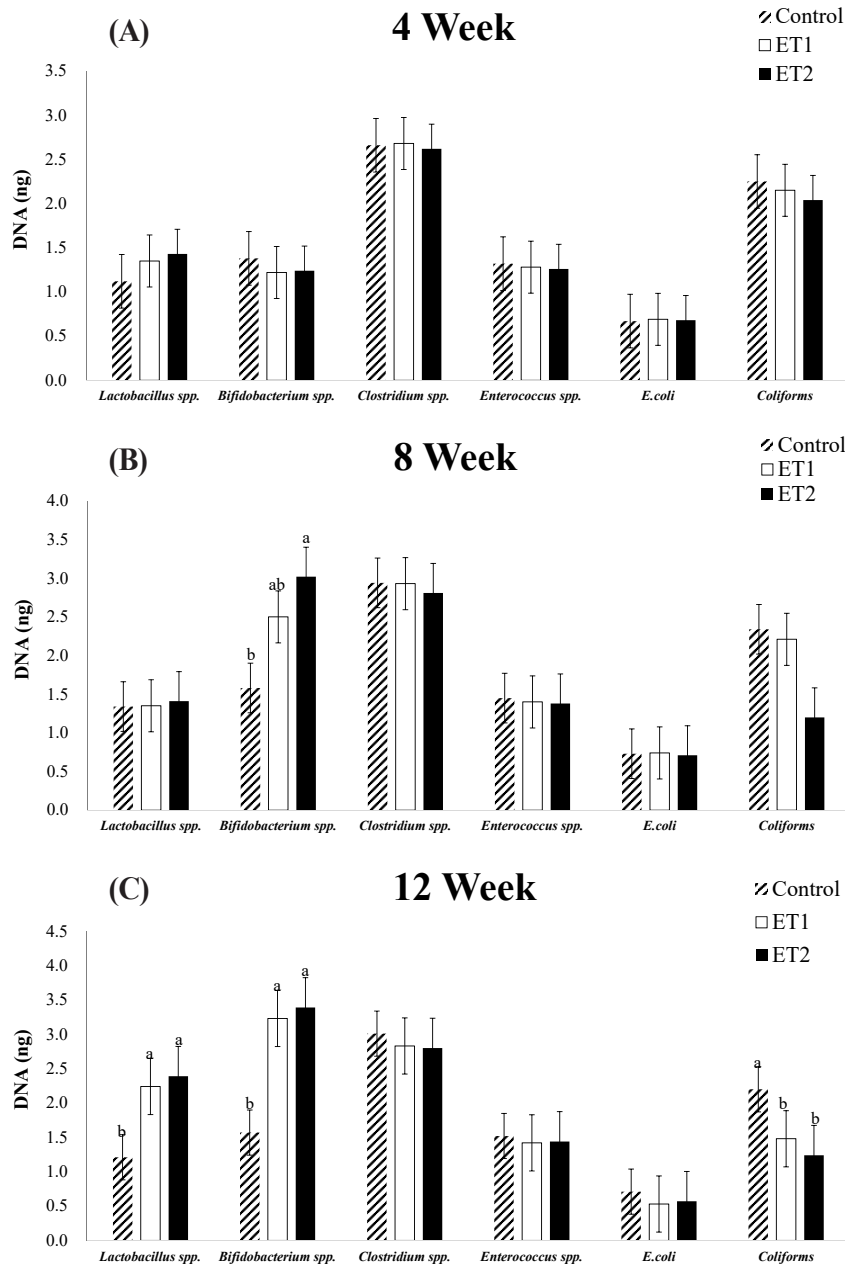 (A)
4 Week
Control
ET1
ET2
DNA (ng)
3.5
3.0
2.5
2.0
1.5
1.0
0.5
0.0
Lactobacillus spp.
Bifidobacterium spp.
Clostridium spp.
Enterococcus spp.
E.coli
Coliforms
(B)
8 Week
Control
ET1
ET2
DNA (ng)
4.0
3.5
3.0
2.5
2.0
1.5
1.0
0.5
0.0
b
ab
a
Lactobacillus spp.
Bifidobacterium spp.
Clostridium spp.
Enterococcus spp.
E.coli
Coliforms
(C)
12 Week
Control
ET1
ET2
DNA (ng)
4.5
4.0
3.5
3.0
2.5
2.0
1.5
1.0
0.5
0.0
b
a
a
b
a
a
a
b
b
Lactobacillus spp.
Bifidobacterium spp.
Clostridium spp.
Enterococcus spp.
E.coli
Coliforms